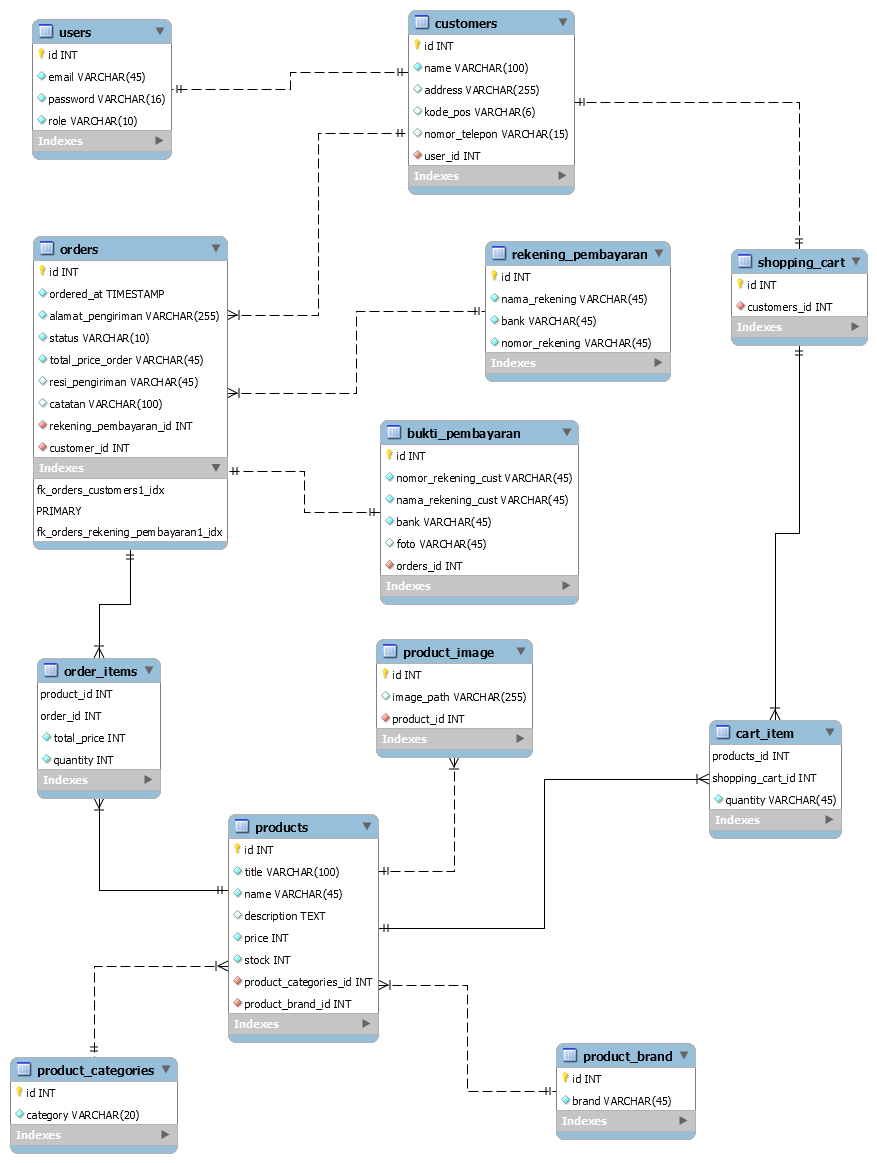 users
id INT
email VARCHAR(45)
password VARCHAR(16)
role VARCHAR(10)
Indexes
customers
id INT
name VARCHAR(100)
address VARCHAR(255)
kode_pos VARCHAR(6)
nomor_telepon VARCHAR(15)
user_id INT
Indexes
orders
id INT
ordered_at TIMESTAMP
alamat_pengiriman VARCHAR(255)
status VARCHAR(10)
total_price_order VARCHAR(45)
resi_pengiriman VARCHAR(45)
catatan VARCHAR(100)
rekening_pembayaran_id INT
customer_id INT
Indexes
fk_orders_customers1_idx
PRIMARY
fk_orders_rekening_pembayaran1_idx
rekening_pembayaran
id INT
nama_rekening VARCHAR(45)
bank VARCHAR(45)
nomor_rekening VARCHAR(45)
Indexes
shopping_cart
id INT
customers_id INT
Indexes
bukti_pembayaran
id INT
nomor_rekening_cust VARCHAR(45)
nama_rekening_cust VARCHAR(45)
bank VARCHAR(45)
foto VARCHAR(45)
orders_id INT
Indexes
order_items
product_id INT
order_id INT
total_price INT
quantity INT
Indexes
product_image
id INT
image_path VARCHAR(255)
product_id INT
Indexes
cart_item
products_id INT
shopping_cart_id INT
quantity VARCHAR(45)
Indexes
products
id INT
title VARCHAR(100)
name VARCHAR(45)
description TEXT
price INT
stock INT
product_categories_id INT
product_brand_id INT
Indexes
product_categories
id INT
category VARCHAR(20)
Indexes
product_brand
id INT
brand VARCHAR(45)
Indexes